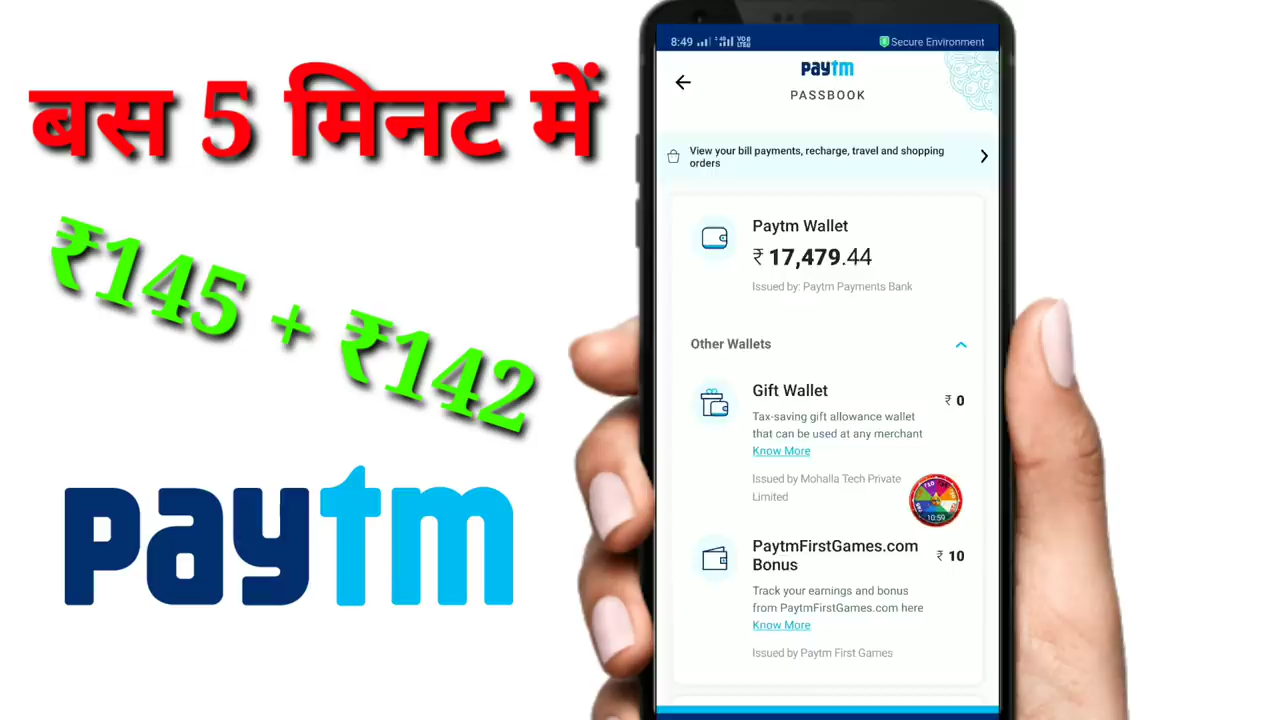 बस 5 मिनट में
₹145 + ₹142
paytm
8:49
Secure Environment
paytm
PASSBOOK
View your bill payments, recharge, travel and shopping
orders
Paytm Wallet
₹ 17,479.44
Issued by: Paytm Payments Bank
Other Wallets
Gift Wallet
₹ 0
Tax-saving gift allowance wallet
that can be used at any merchant
Know More
Issued by Mohalla Tech Private
Limited
10:59
PaytmFirstGames.com
Bonus
₹ 10
Track your earnings and bonus
from PaytmFirstGames.com here
Know More
Issued by Paytm First Games